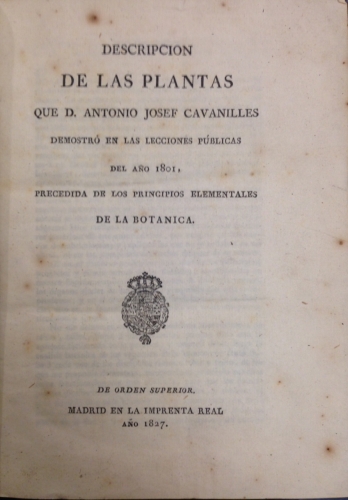 DESCRIPCION
DE LAS PLANTAS
QUE D. ANTONIO JOSEF CAVANILLES
DEMOSTRÓ EN LAS LECCIONES PÚBLICAS
DEL AÑO 1801,
PRECEDIDA DE LOS PRINCIPIOS ELEMENTALES
DE LA BOTANICA.
DE ORDEN SUPERIOR.
MADRID EN LA IMPRENTA REAL
AÑO 1827.